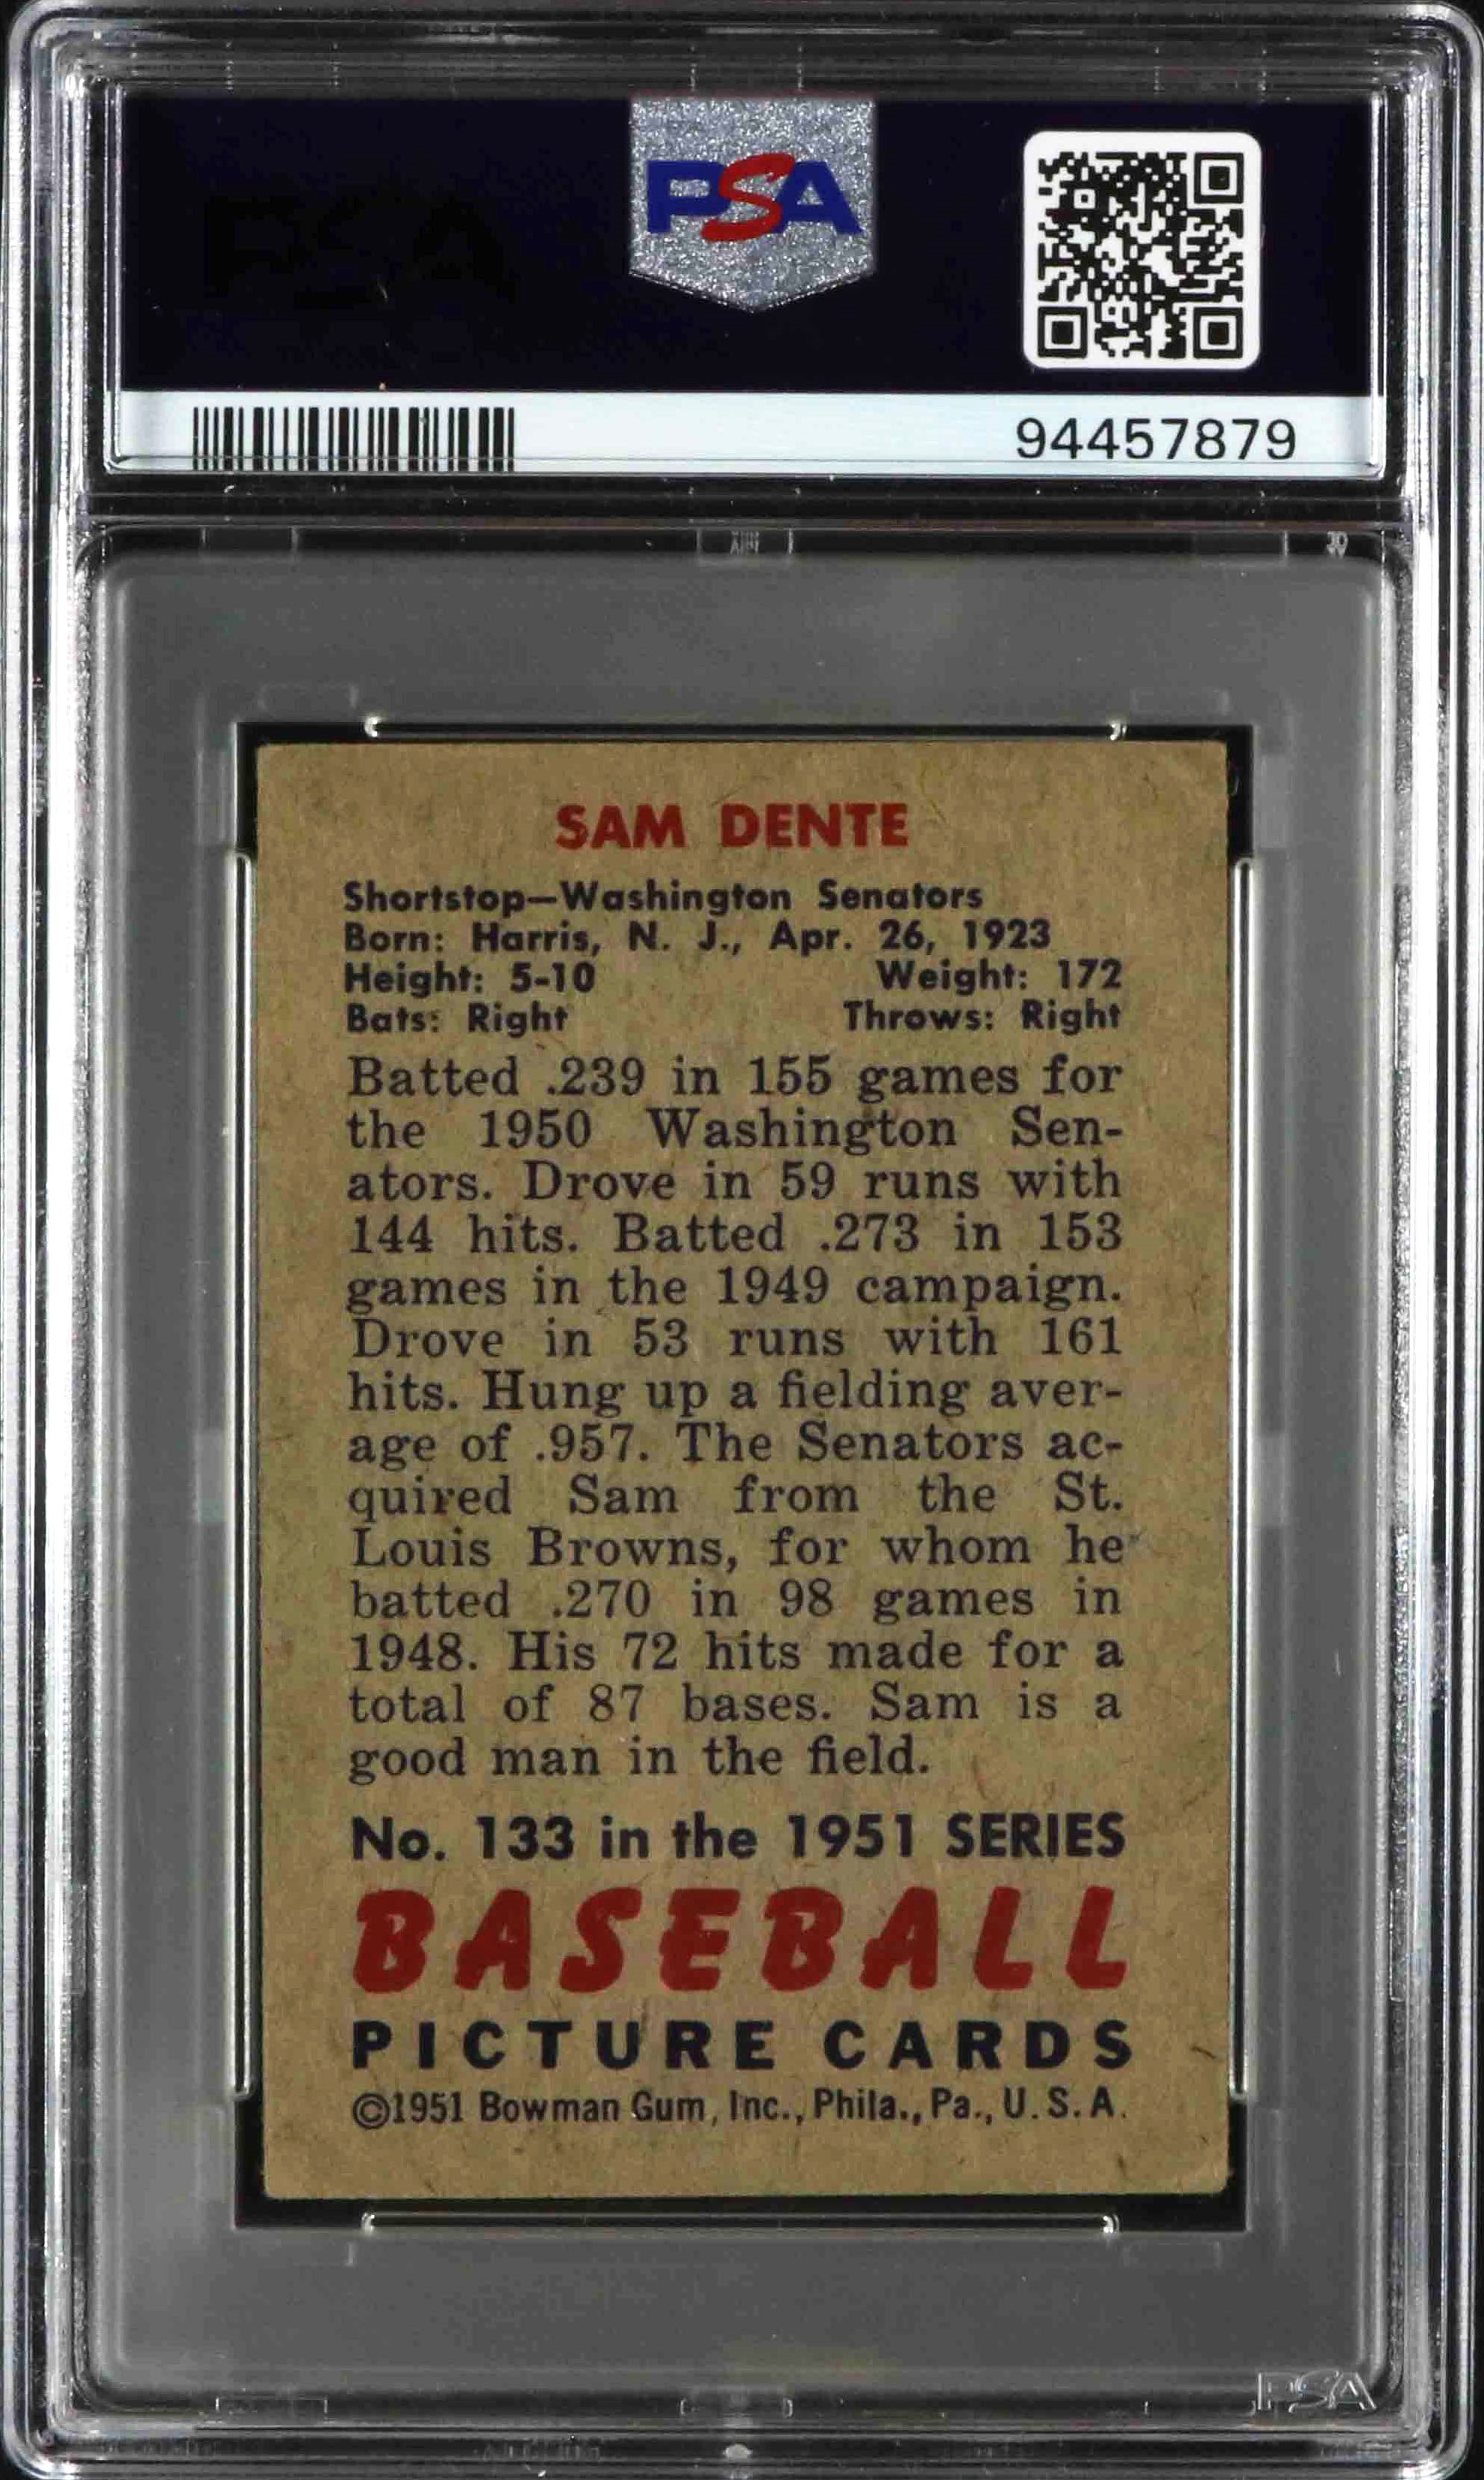 PSA
94457879
SAM DENTE
Shortstop—Washington Senators
Born: Harris, N. J., Apr. 26, 1923
Height: 5-10 Weight: 172
Bats: Right Throws: Right
Batted .239 in 155 games for
the 1950 Washington Sen-
ators. Drove in 59 runs with
144 hits. Batted .273 in 153
games in the 1949 campaign.
Drove in 53 runs with 161
hits. Hung up a fielding aver-
age of .957. The Senators ac-
quired Sam from the St.
Louis Browns, for whom he
batted .270 in 98 games in
1948. His 72 hits made for a
total of 87 bases. Sam is a
good man in the field.
No. 133 in the 1951 SERIES
BASEBALL
PICTURE CARDS
©1951 Bowman Gum, Inc., Phila., Pa., U.S.A.
PSA